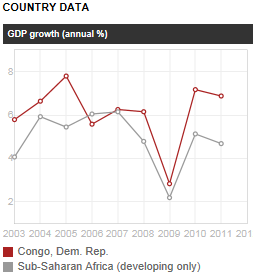 COUNTRY DATA
GDP growth (annual %)
8
6
4
2
2003 2004 2005 2006 2007 2008 2009 2010 2011 201
Congo, Dem. Rep.
Sub-Saharan Africa (developing only)